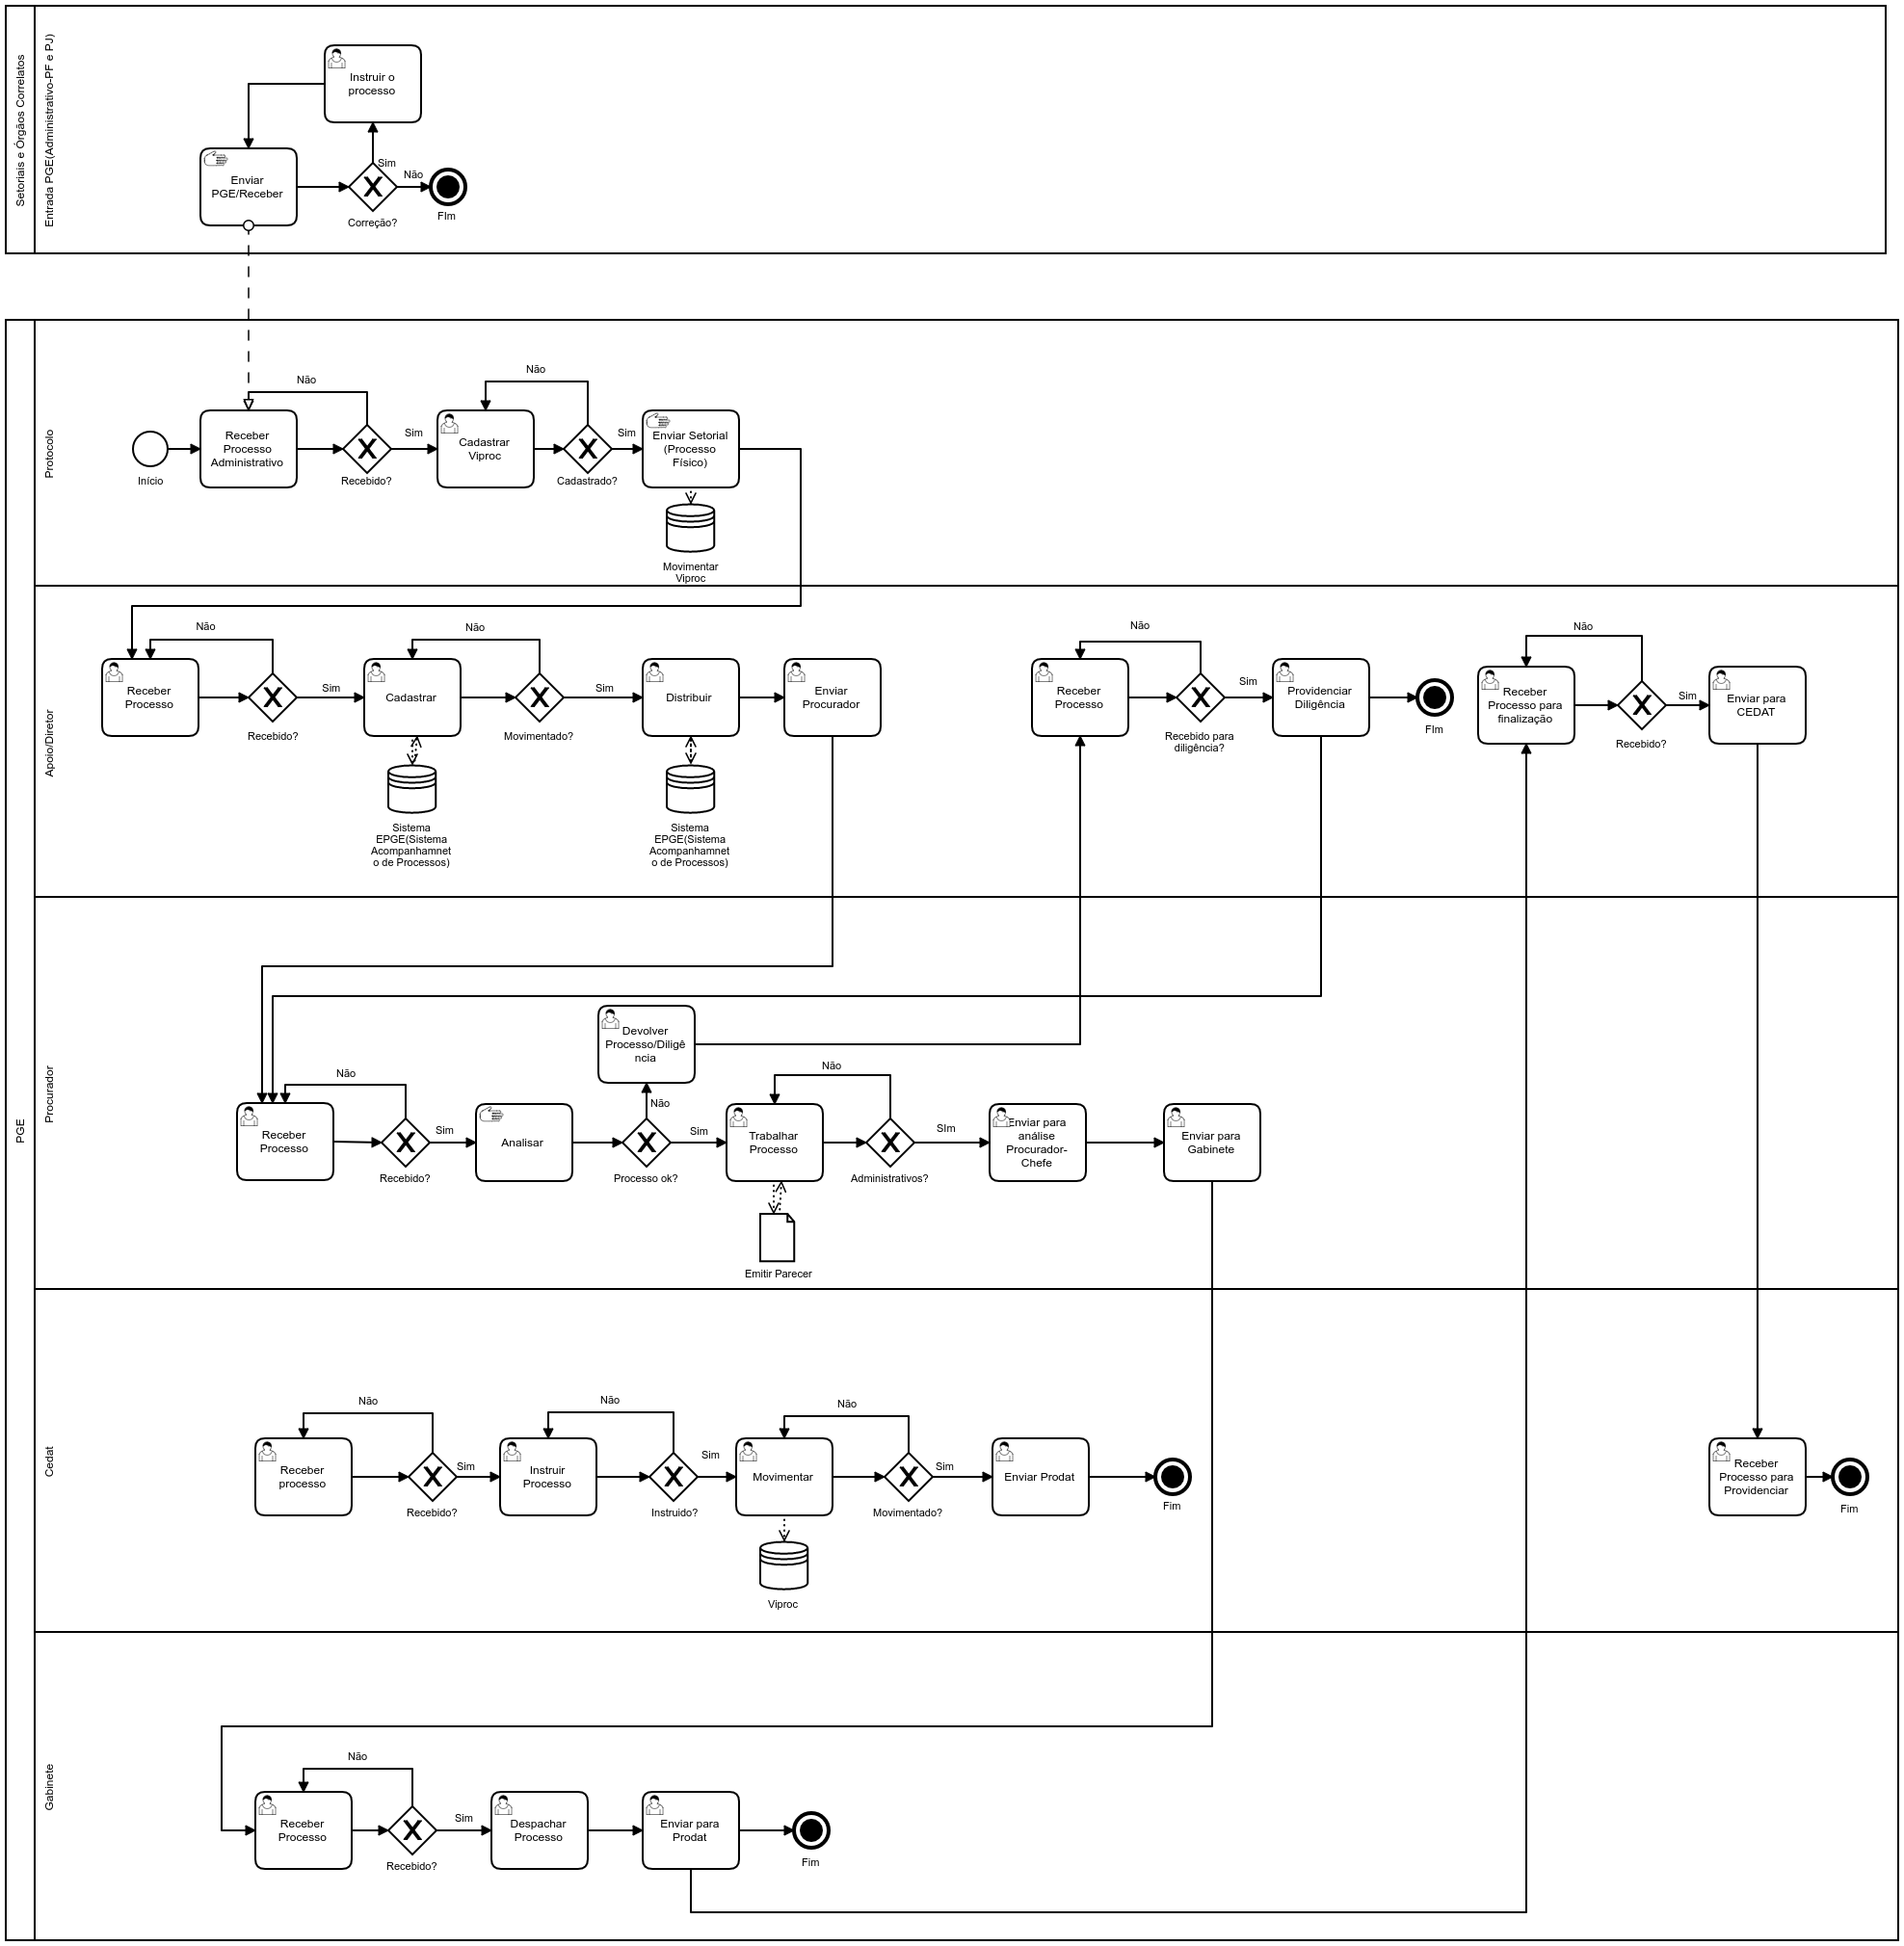 Setoriais e Órgãos Correlatos
Entrada PGE(Administrativo-PF e PJ)
Instruir o
processo
Enviar
PGE/Receber
Sim
Não
Correção?
FIm
PGE
Protocolo
Não
Não
Início
Receber
Processo
Administrativo
Recebido?
Sim
Cadastrar
Viproc
Cadastrado?
Sim
Enviar Setorial
(Processo
Físico)
Movimentar
Viproc
Apoio/Diretor
Não
Não
Não
Não
Receber
Processo
Recebido?
Sim
Cadastrar
Movimentado?
Sim
Distribuir
Enviar
Procurador
Sistema
EPGE(Sistema
Acompanhamnet
o de Processos)
Sistema
EPGE(Sistema
Acompanhamnet
o de Processos)
Receber
Processo
Recebido para
diligência?
Sim
Providenciar
Diligência
FIm
Receber
Processo para
finalização
Recebido?
Sim
Enviar para
CEDAT
Procurador
Devolver
Processo/Diligê
ncia
Não
Não
Não
Receber
Processo
Recebido?
Sim
Analisar
Processo ok?
Sim
Trabalhar
Processo
Administrativos?
SIm
Enviar para
análise
Procurador-
Chefe
Enviar para
Gabinete
Emitir Parecer
Cedat
Não
Não
Não
Receber
processo
Recebido?
Sim
Instruir
Processo
Instruido?
Sim
Movimentar
Movimentado?
Sim
Enviar Prodat
Fim
Viproc
Receber
Processo para
Providenciar
Fim
Gabinete
Não
Receber
Processo
Recebido?
Sim
Despachar
Processo
Enviar para
Prodat
Fim